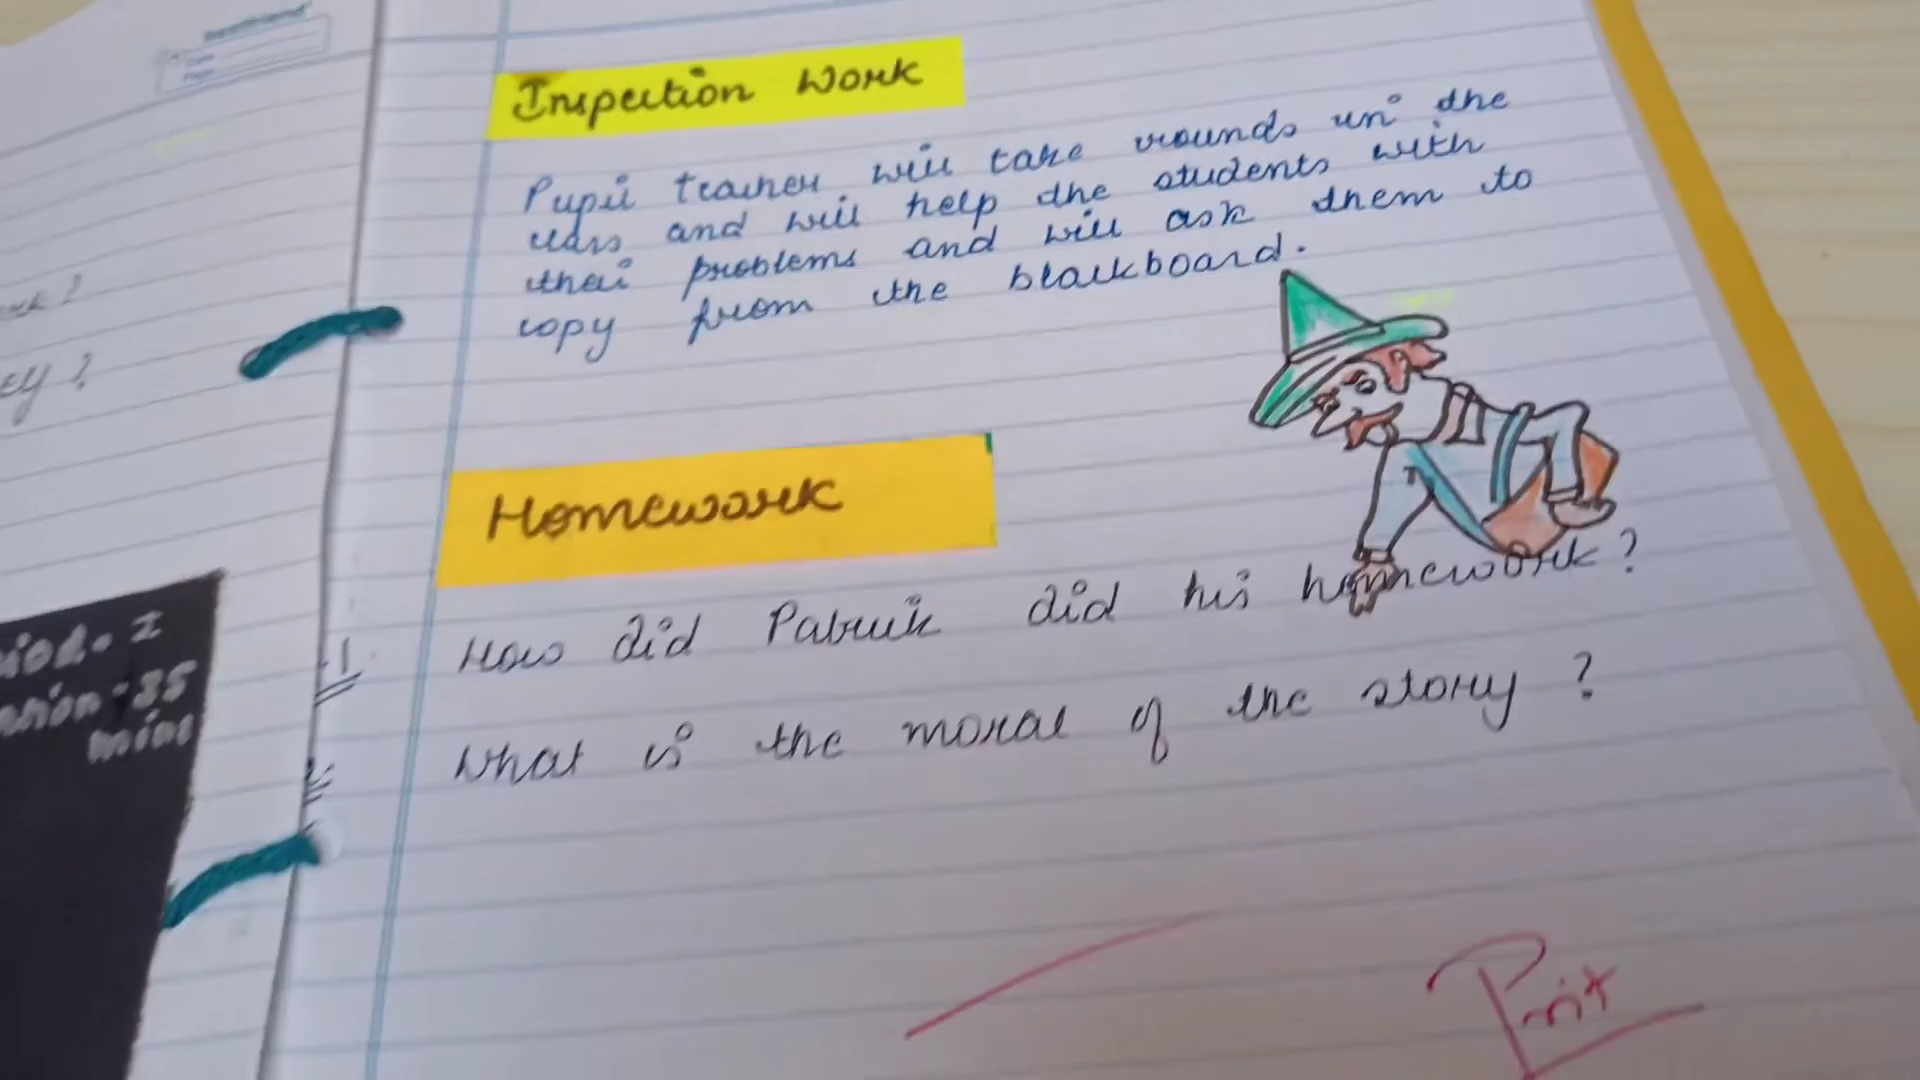 Inspection Work
Pupil teacher will take rounds in the
class and will help the students with
their problems and will ask them to
copy from the blackboard.
Homework
How did Patrick did his homework?
What is the moral of the story?
35
mins